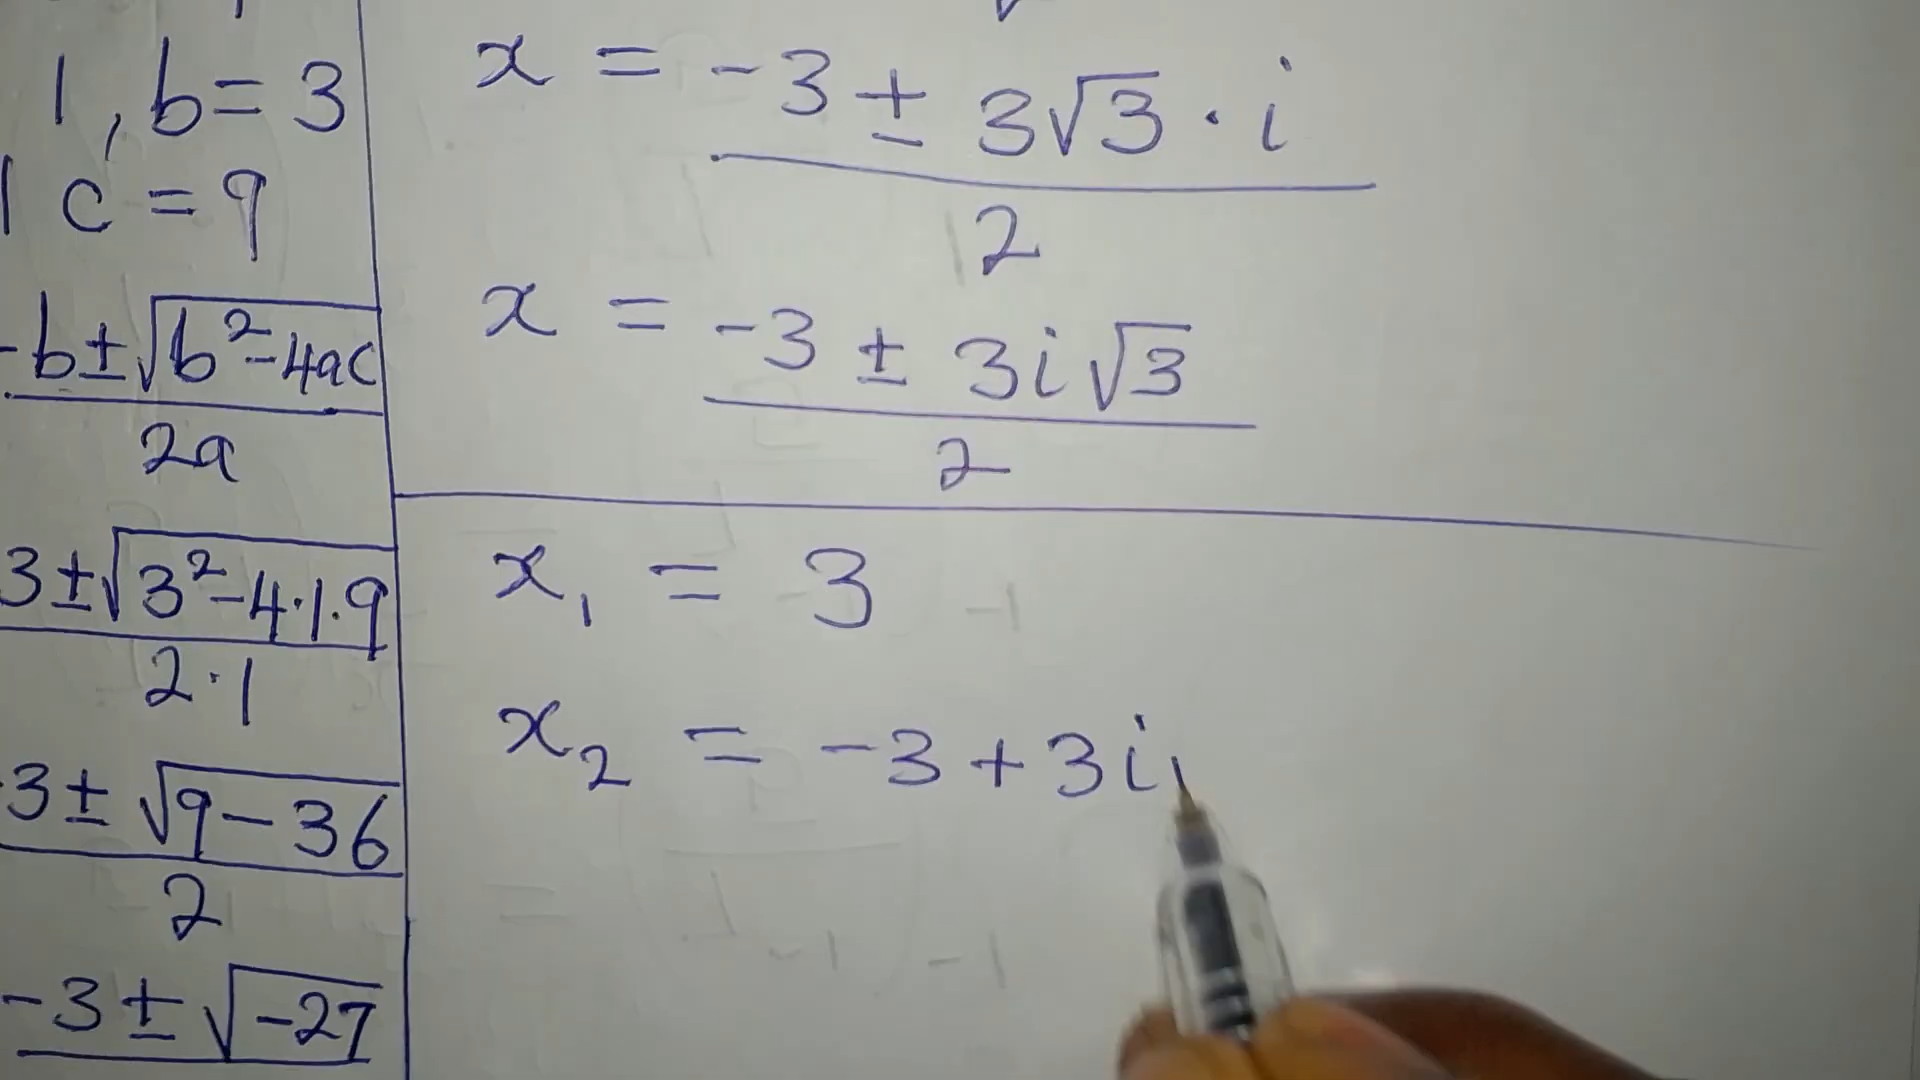 1, b = 3
c = 9
-b ± √b² - 4ac
2a
3 ± √3² - 4·1·9
2·1
3 ± √9 - 36
2
-3 ± √-27
x = -3 ± 3√3 · i
2
x = -3 ± 3i√3
2
x₁ = 3
x₂ = -3 + 3i